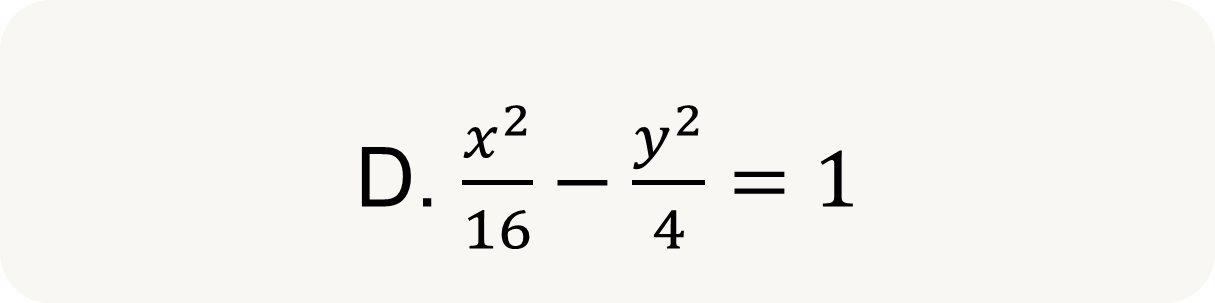 D. x²/16 − y²/4 = 1